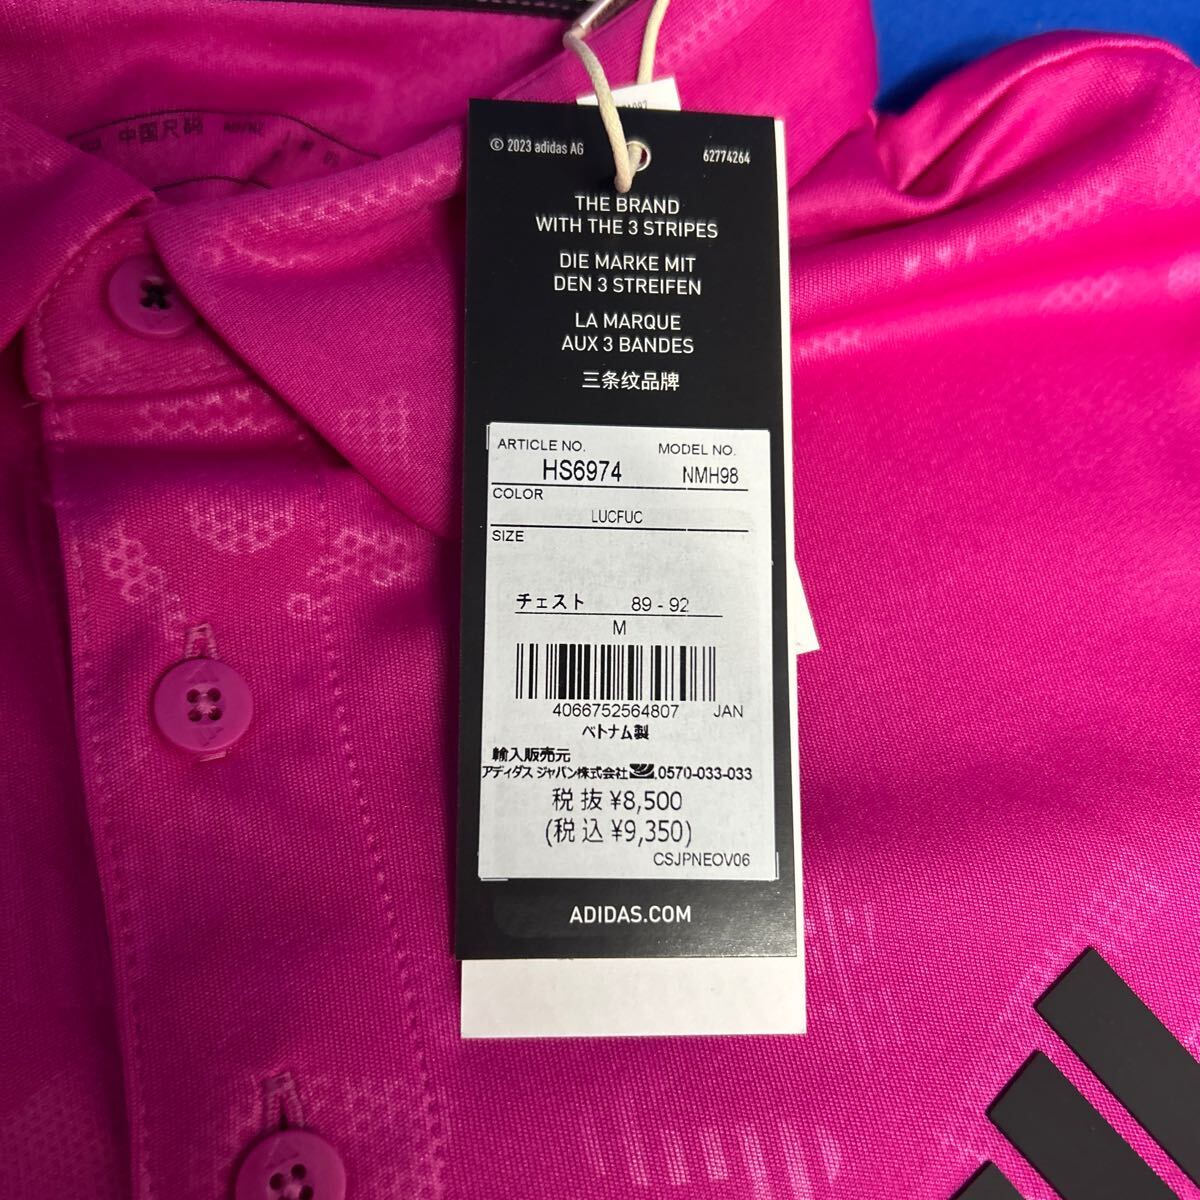 中国尺码
© 2023 adidas AG
62774264
THE BRAND
WITH THE 3 STRIPES
DIE MARKE MIT
DEN 3 STREIFEN
LA MARQUE
AUX 3 BANDES
三条纹品牌
ARTICLE NO. MODEL NO.
HS6974 NMH98
COLOR
LUCFUC
SIZE
チェスト 89 - 92
M
4066752564807 JAN
ベトナム製
輸入販売元
アディダス ジャパン株式会社 0570-033-033
税抜 ¥8,500
(税込 ¥9,350)
CSJPNEOV06
ADIDAS.COM